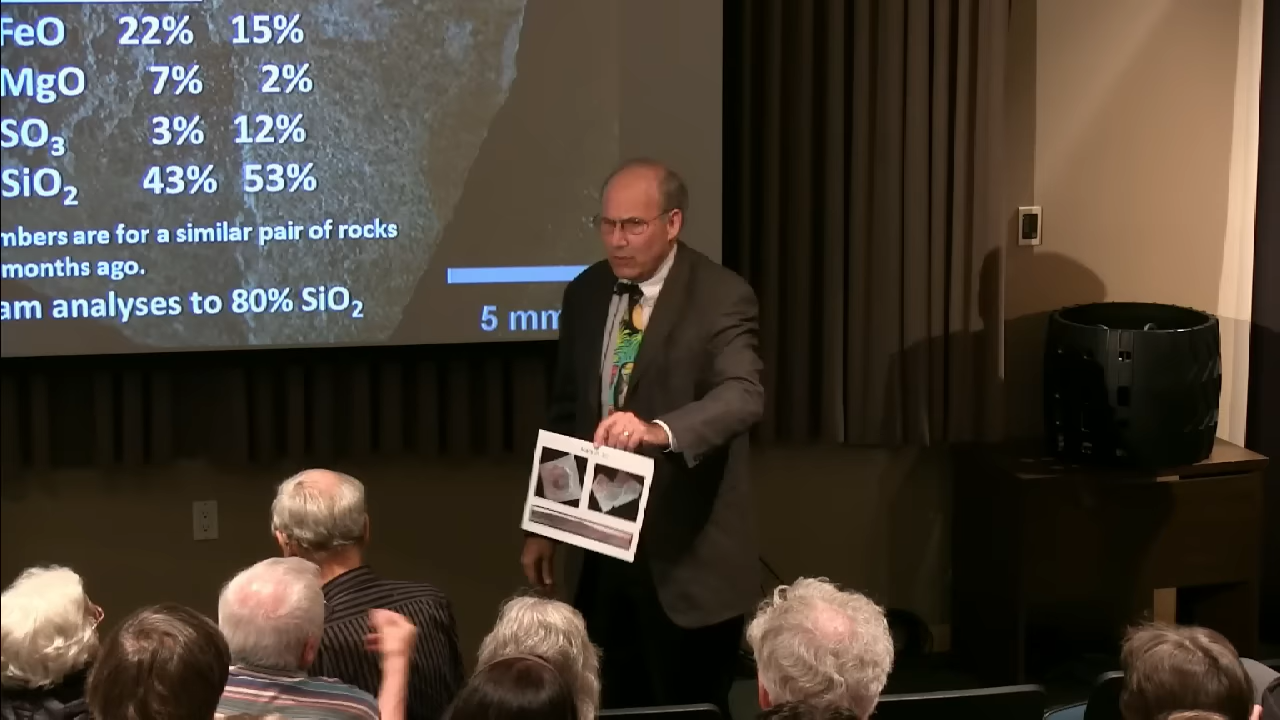 FeO 22% 15%
MgO 7% 2%
SO₃ 3% 12%
SiO₂ 43% 53%
mbers are for a similar pair of rocks
months ago.
am analyses to 80% SiO₂
5 mm